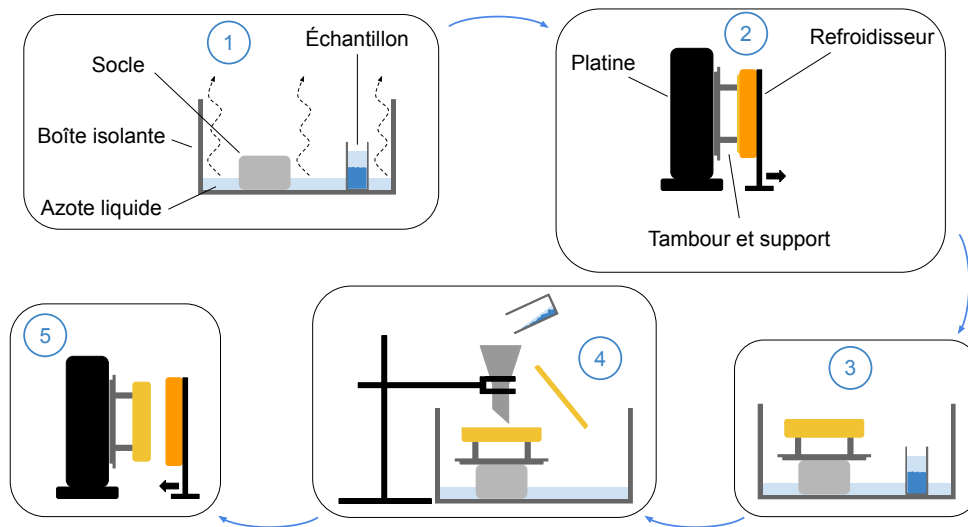 1
Échantillon
Socle
Boîte isolante
Azote liquide
2
Refroidisseur
Platine
Tambour et support
3
4
5